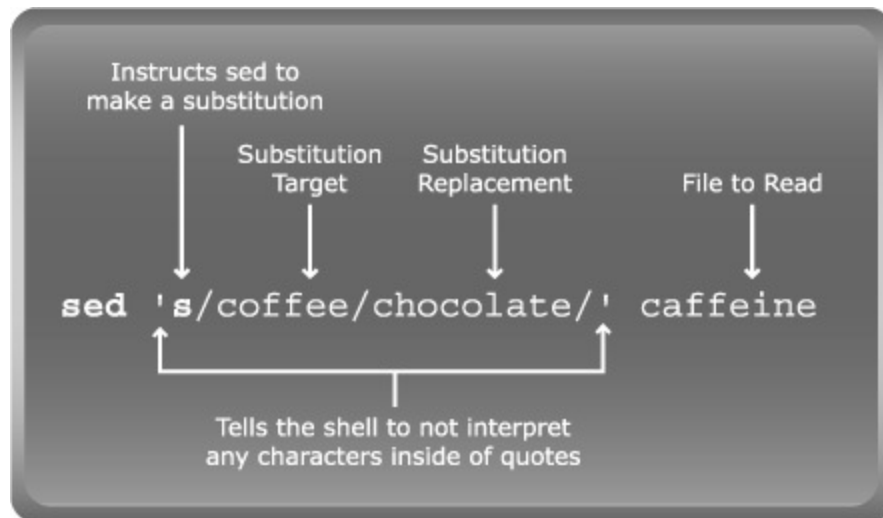 Instructs sed to
make a substitution
Substitution
Target
Substitution
Replacement
File to Read
sed 's/coffee/chocolate/' caffeine
Tells the shell to not interpret
any characters inside of quotes